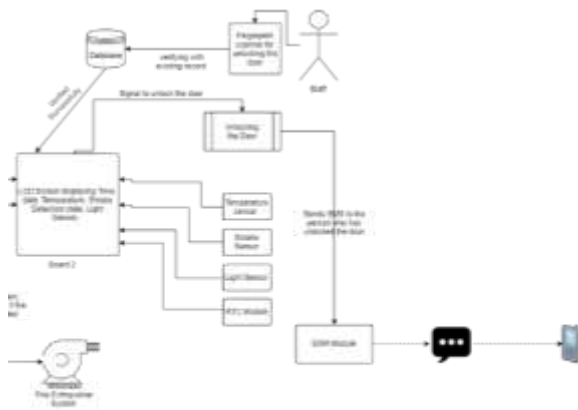 Fingerprint
scanner for
unlocking the
door
Staff
verifying with
existing record
Database
Verified
Successfully
Signal to unlock the door
Unlocking
the Door
LCD Screen displaying Time
date, Temperature, Smoke
Detection state, Light
Board 2
Temperature
sensor
Smoke
Sensor
Light Sensor
RTC Module
Sends SMS to the
person who has
unlocked the door
GSM Module
Fire Extinguisher
System